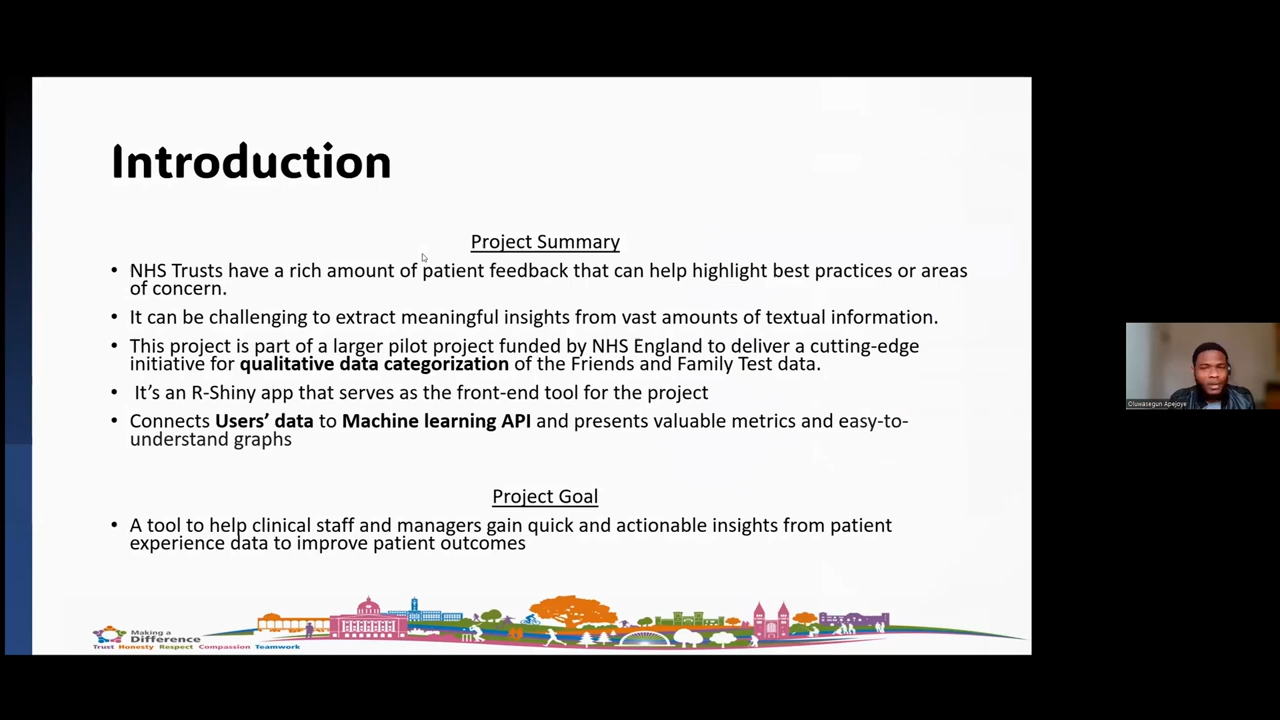 Introduction
Project Summary
• NHS Trusts have a rich amount of patient feedback that can help highlight best practices or areas
of concern.
• It can be challenging to extract meaningful insights from vast amounts of textual information.
• This project is part of a larger pilot project funded by NHS England to deliver a cutting-edge
initiative for qualitative data categorization of the Friends and Family Test data.
• It’s an R-Shiny app that serves as the front-end tool for the project
• Connects Users’ data to Machine learning API and presents valuable metrics and easy-to-
understand graphs
Project Goal
• A tool to help clinical staff and managers gain quick and actionable insights from patient
experience data to improve patient outcomes
Making a
Difference
Trust Honesty Respect Compassion Teamwork
Oluwasegun Apejoye